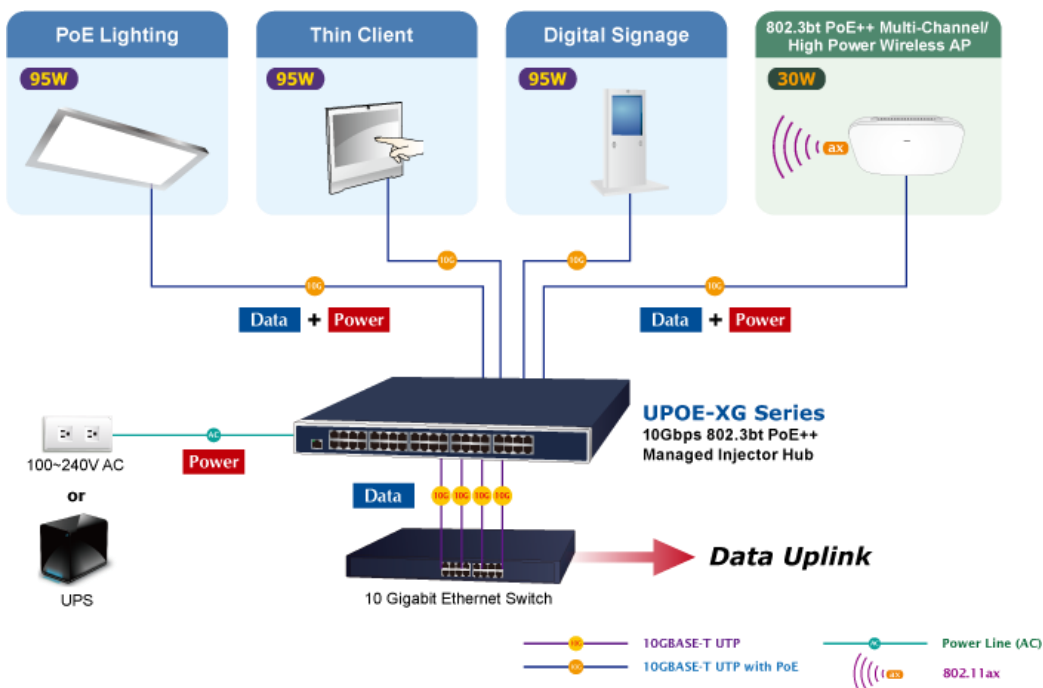 PoE Lighting
Thin Client
Digital Signage
802.3bt PoE++ Multi-Channel/
High Power Wireless AP
95W
95W
95W
30W
ax
10G
10G
10G
10G
Data + Power
Data + Power
UPOE-XG Series
10Gbps 802.3bt PoE++
Managed Injector Hub
AC
Power
100~240V AC
or
UPS
Data
10G 10G 10G 10G
Data Uplink
10 Gigabit Ethernet Switch
10G 10GBASE-T UTP
AC Power Line (AC)
10G 10GBASE-T UTP with PoE
ax 802.11ax